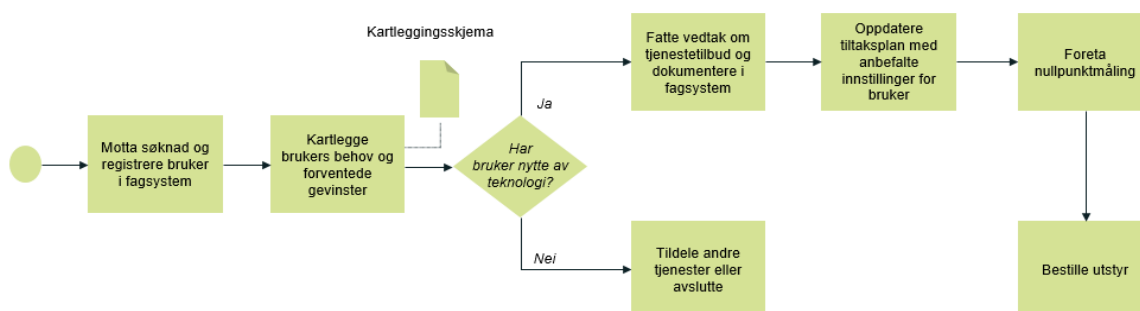 Kartleggingsskjema
Motta søknad og
registrere bruker
i fagsystem
Kartlegge
brukers behov og
forventede
gevinster
Har
bruker nytte av
teknologi?
Ja
Fatte vedtak om
tjenestetilbud og
dokumentere i
fagsystem
Oppdatere
tiltaksplan med
anbefalte
innstillinger for
bruker
Foreta
nullpunktmåling
Bestille utstyr
Nei
Tildele andre
tjenester eller
avslutte